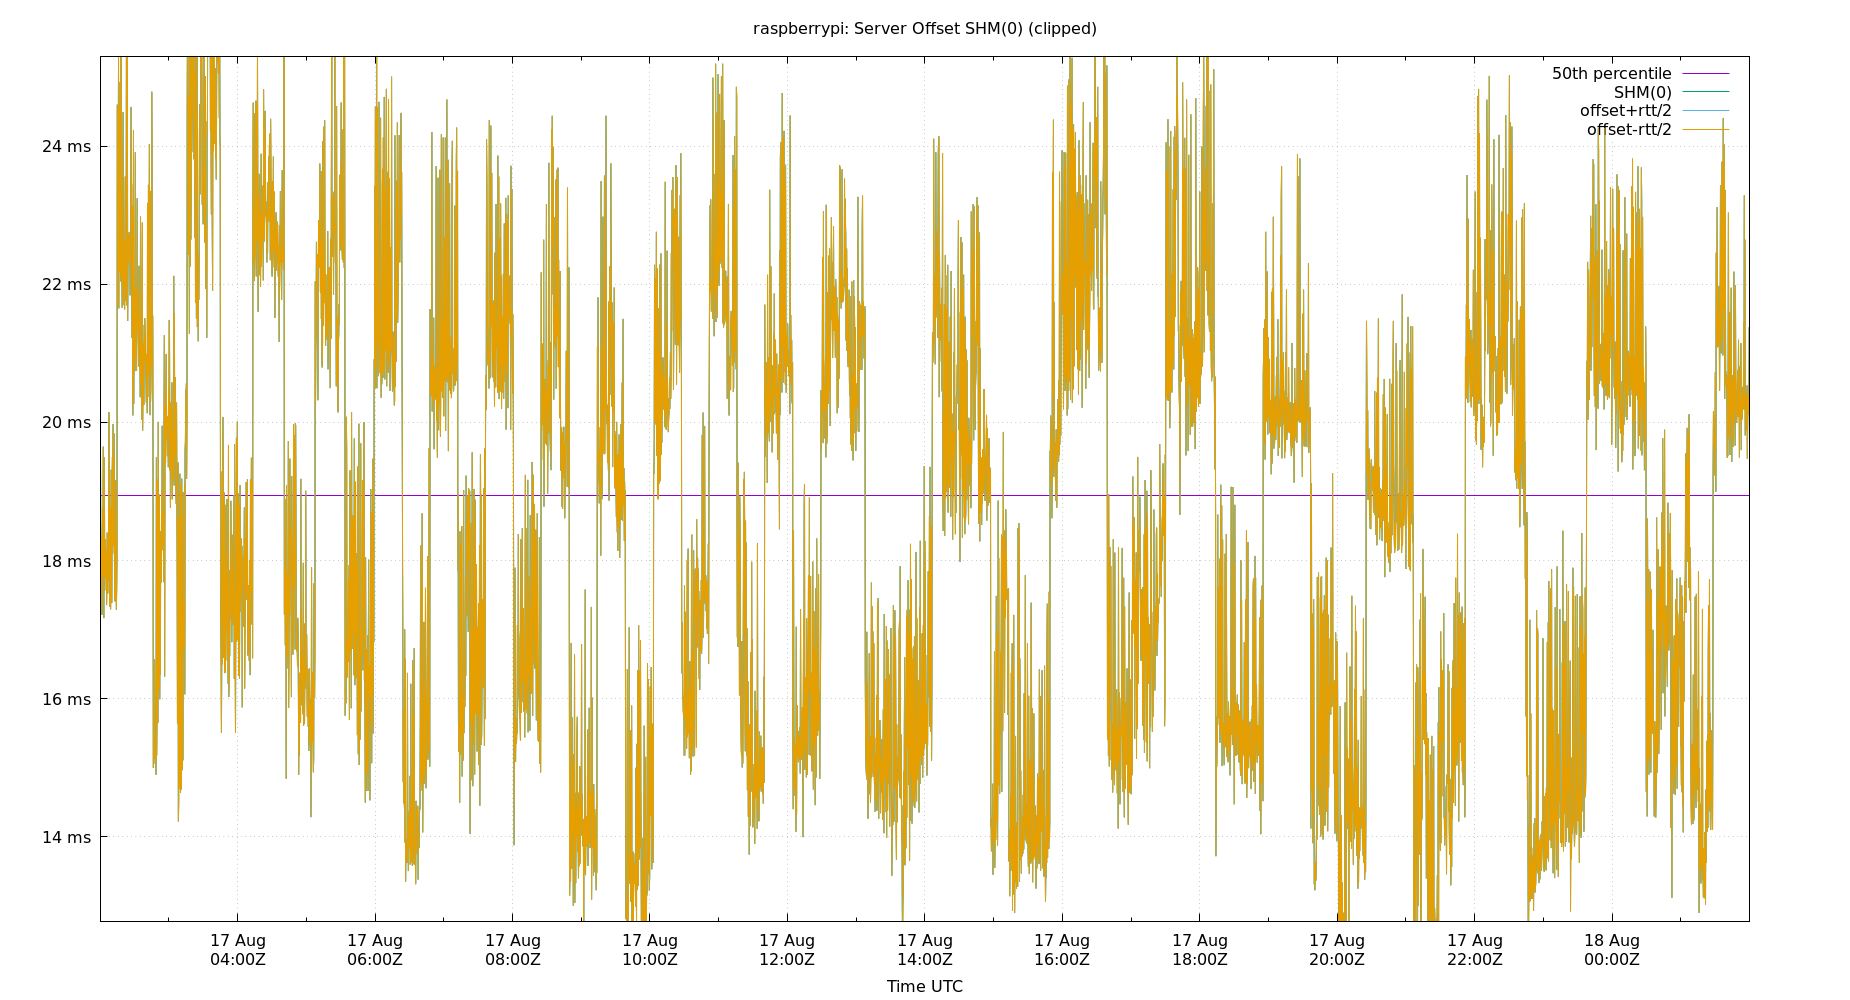 raspberrypi: Server Offset SHM(0) (clipped)
50th percentile
SHM(0)
offset+rtt/2
offset-rtt/2
24 ms
22 ms
20 ms
18 ms
16 ms
14 ms
17 Aug 17 Aug 17 Aug 17 Aug 17 Aug 17 Aug 17 Aug 17 Aug 17 Aug 17 Aug 18 Aug
04:00Z 06:00Z 08:00Z 10:00Z 12:00Z 14:00Z 16:00Z 18:00Z 20:00Z 22:00Z 00:00Z
Time UTC